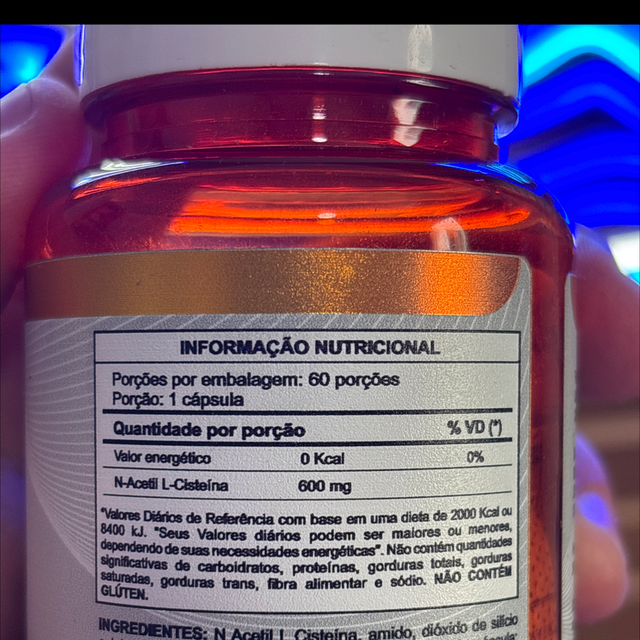 INFORMAÇÃO NUTRICIONAL
Porções por embalagem: 60 porções
Porção: 1 cápsula
Quantidade por porção % VD (*)
Valor energético 0 Kcal 0%
N-Acetil L-Cisteína 600 mg
*Valores Diários de Referência com base em uma dieta de 2000 Kcal ou
8400 kJ. "Seus Valores diários podem ser maiores ou menores,
dependendo de suas necessidades energéticas". Não contém quantidades
significativas de carboidratos, proteínas, gorduras totais, gorduras
saturadas, gorduras trans, fibra alimentar e sódio. NÃO CONTÉM
GLÚTEN.
INGREDIENTES: N Acetil L Cisteína, amido, dióxido de silício